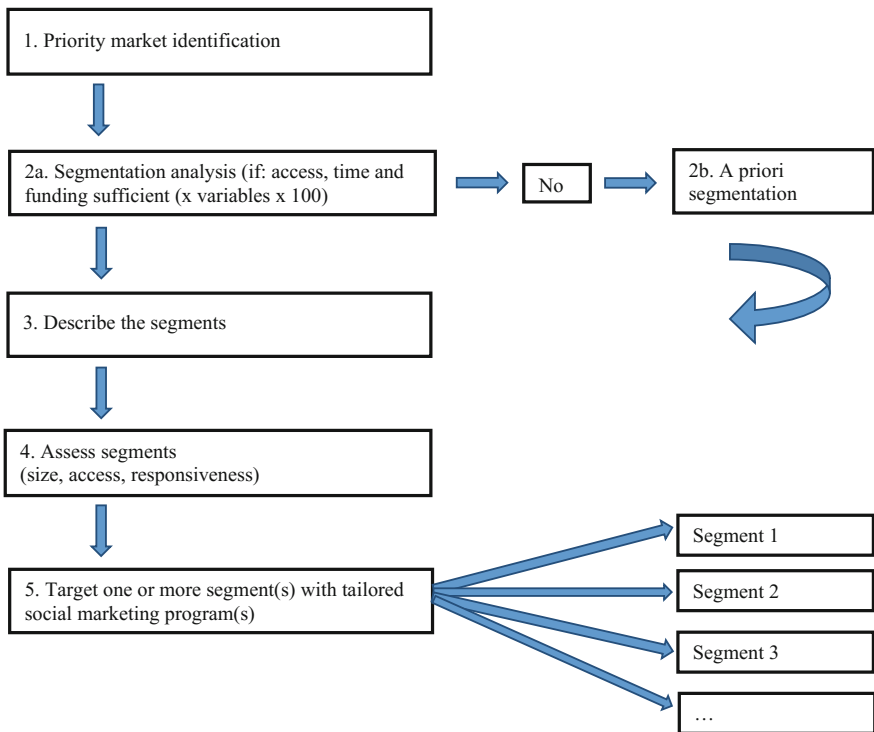 1. Priority market identification
2a. Segmentation analysis (if: access, time and
funding sufficient (x variables x 100)
No
2b. A priori
segmentation
3. Describe the segments
4. Assess segments
(size, access, responsiveness)
5. Target one or more segment(s) with tailored
social marketing program(s)
Segment 1
Segment 2
Segment 3
…